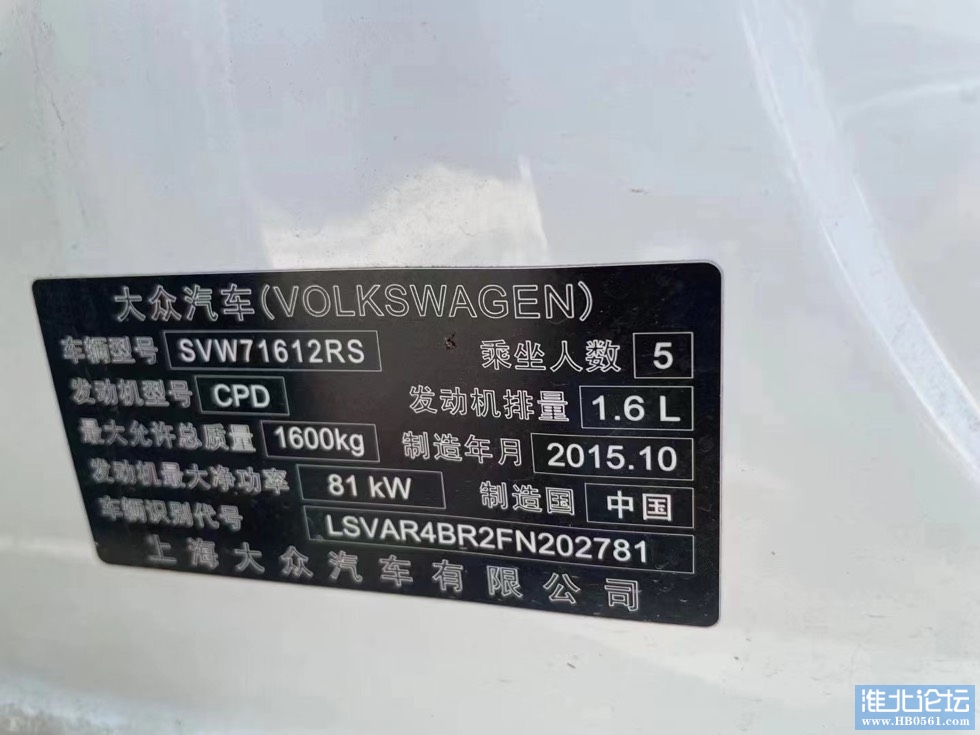 大众汽车(VOLKSWAGEN)
车辆型号 SVW71612RS 乘坐人数 5
发动机型号 CPD 发动机排量 1.6 L
最大允许总质量 1600kg 制造年月 2015.10
发动机最大净功率 81 kW 制造国 中国
车辆识别代号 LSVAR4BR2FN202781
上海大众汽车有限公司
淮北论坛
www.HB0561.com